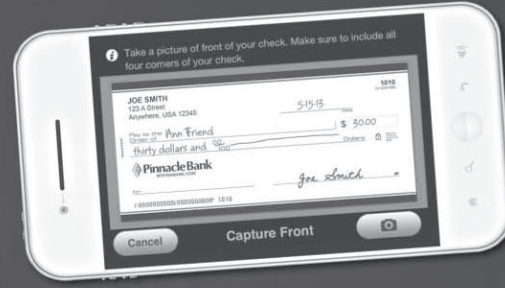 Take a picture of front of your check. Make sure to include all
four corners of your check.
1010
JOE SMITH
123 A Street
Anywhere, USA 12345
5-15-13
Pay to the
Order of Ann Friend $ 30.00
thirty dollars and 00/100 Dollars
Pinnacle Bank
Joe Smith
1010
Cancel
Capture Front